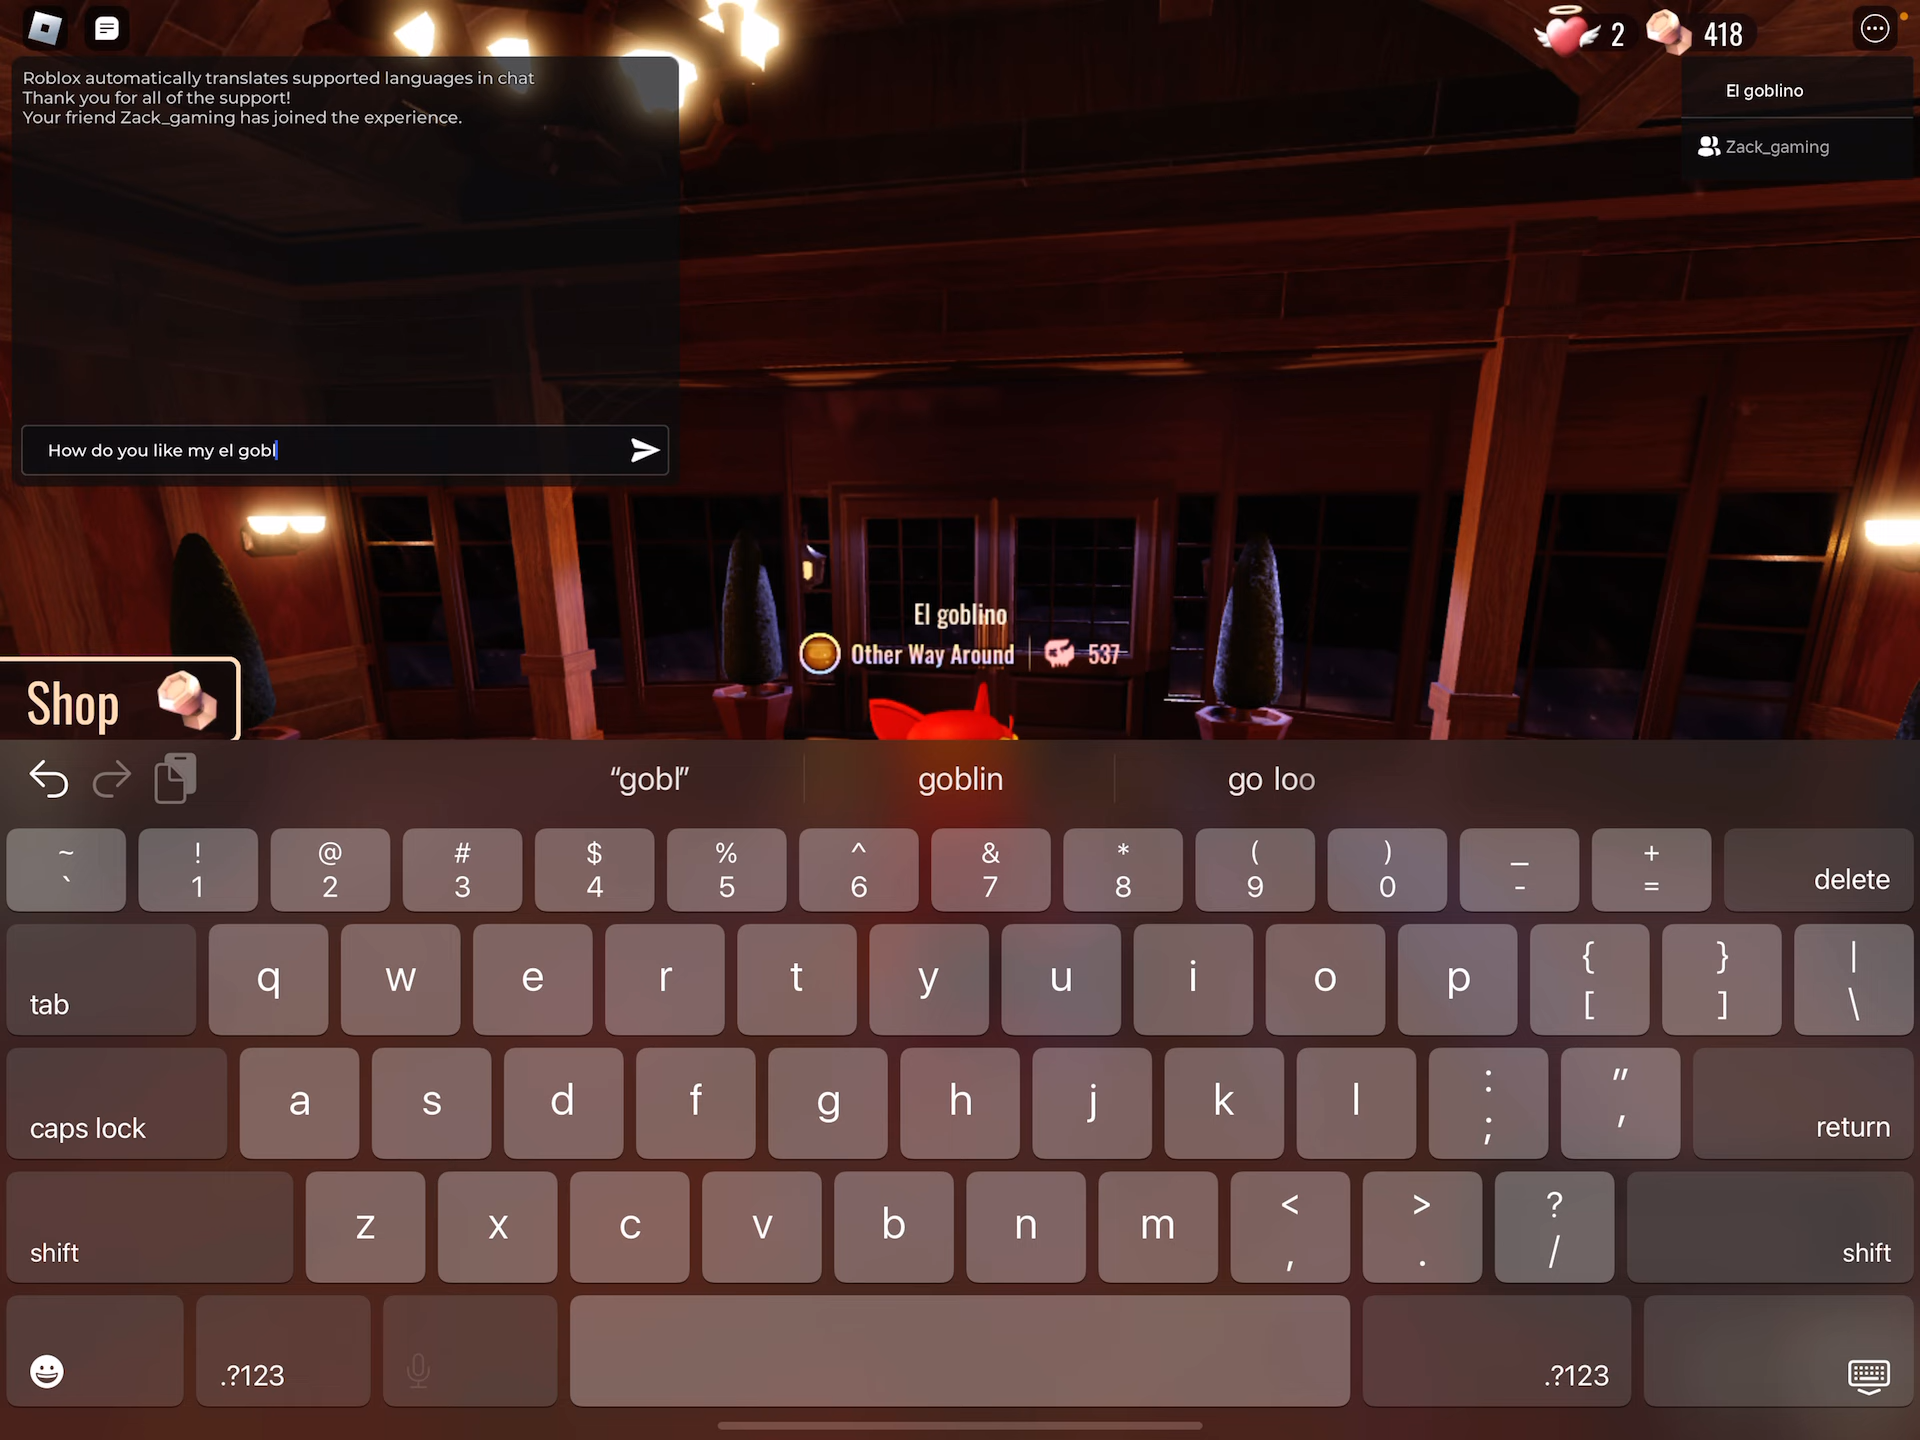 2
418
Roblox automatically translates supported languages in chat
Thank you for all of the support!
Your friend Zack_gaming has joined the experience.
El goblino
Zack_gaming
How do you like my el gobl
El goblino
Other Way Around | 537
Shop
“gobl” goblin go loo
~ ! @ # $ % ^ & * ( ) _ +
` 1 2 3 4 5 6 7 8 9 0 - = delete
tab q w e r t y u i o p { [ } ] | \
caps lock a s d f g h j k l : ; " ' return
shift z x c v b n m < , > . ? / shift
.?123 .?123